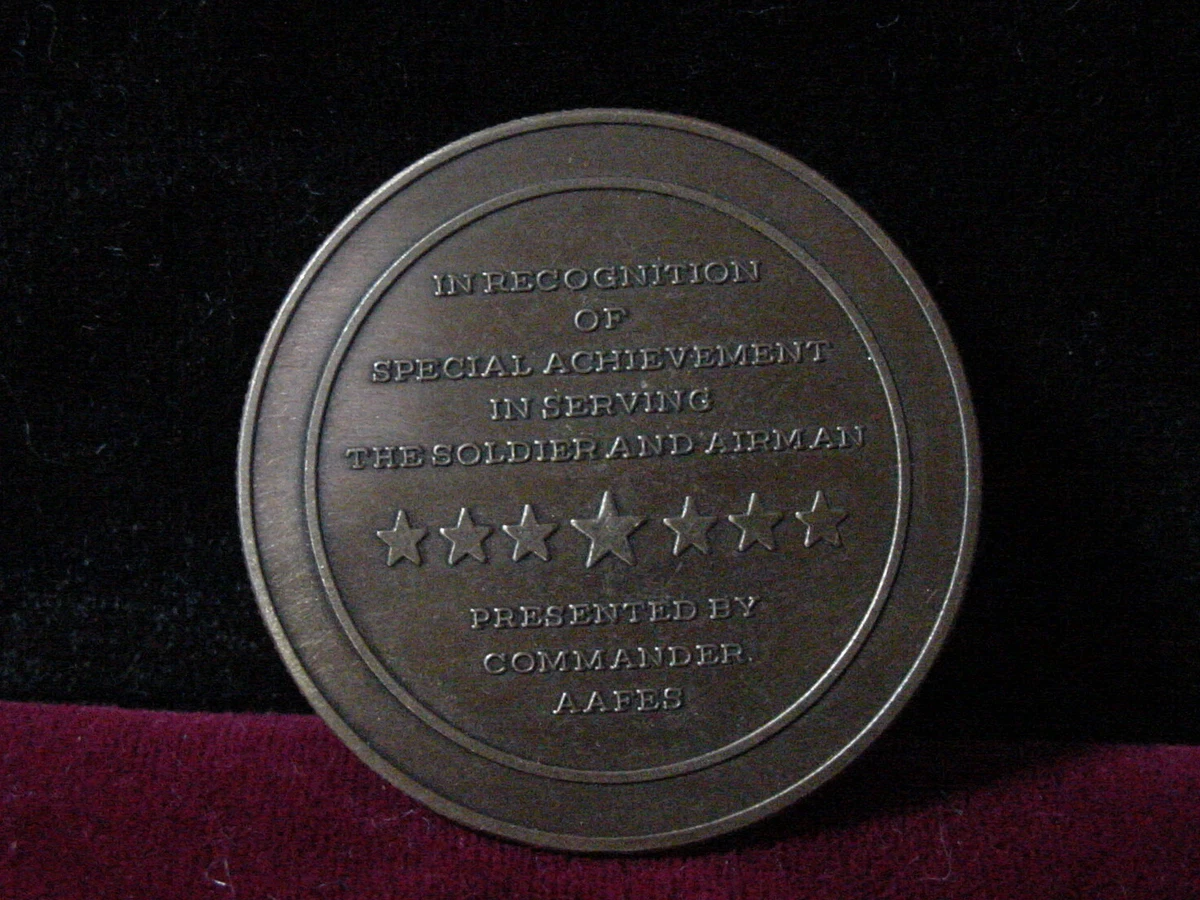 IN RECOGNITION
OF
SPECIAL ACHIEVEMENT
IN SERVING
THE SOLDIER AND AIRMAN
PRESENTED BY
COMMANDER,
AAFES